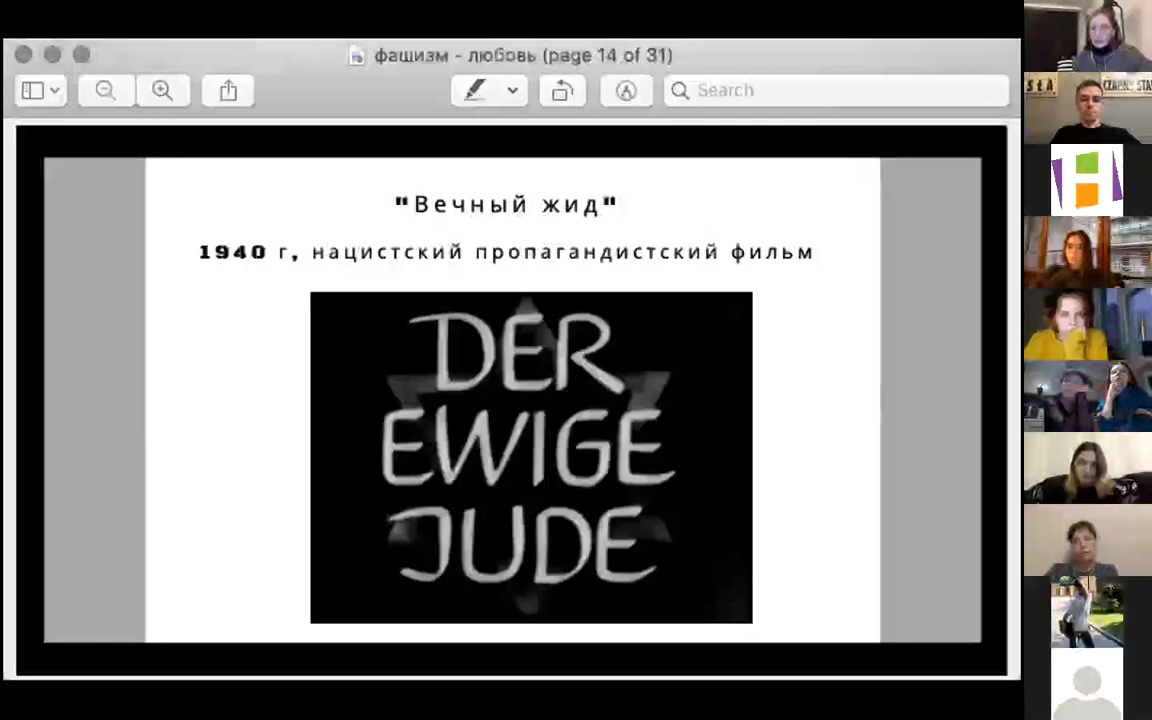 фашизм - любовь (page 14 of 31)
Search
"Вечный жид"
1940 г, нацистский пропагандистский фильм
DER
EWIGE
JUDE